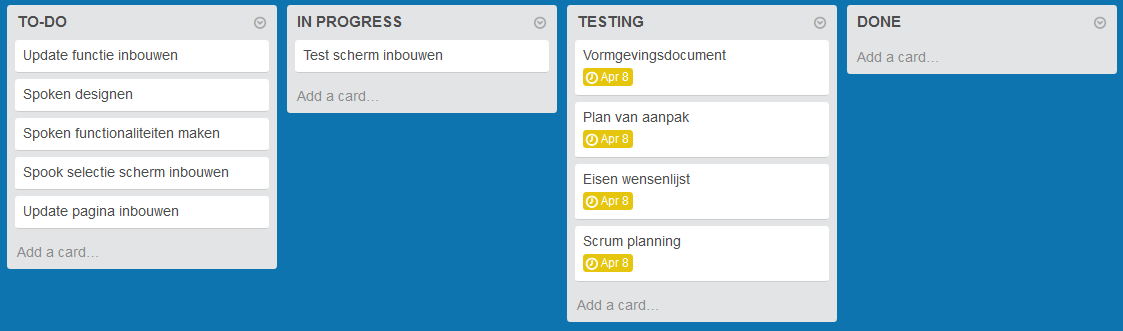 TO-DO
Update functie inbouwen
Spoken designen
Spoken functionaliteiten maken
Spook selectie scherm inbouwen
Update pagina inbouwen
Add a card...
IN PROGRESS
Test scherm inbouwen
Add a card...
TESTING
Vormgevingsdocument
Apr 8
Plan van aanpak
Apr 8
Eisen wensenlijst
Apr 8
Scrum planning
Apr 8
Add a card...
DONE
Add a card...